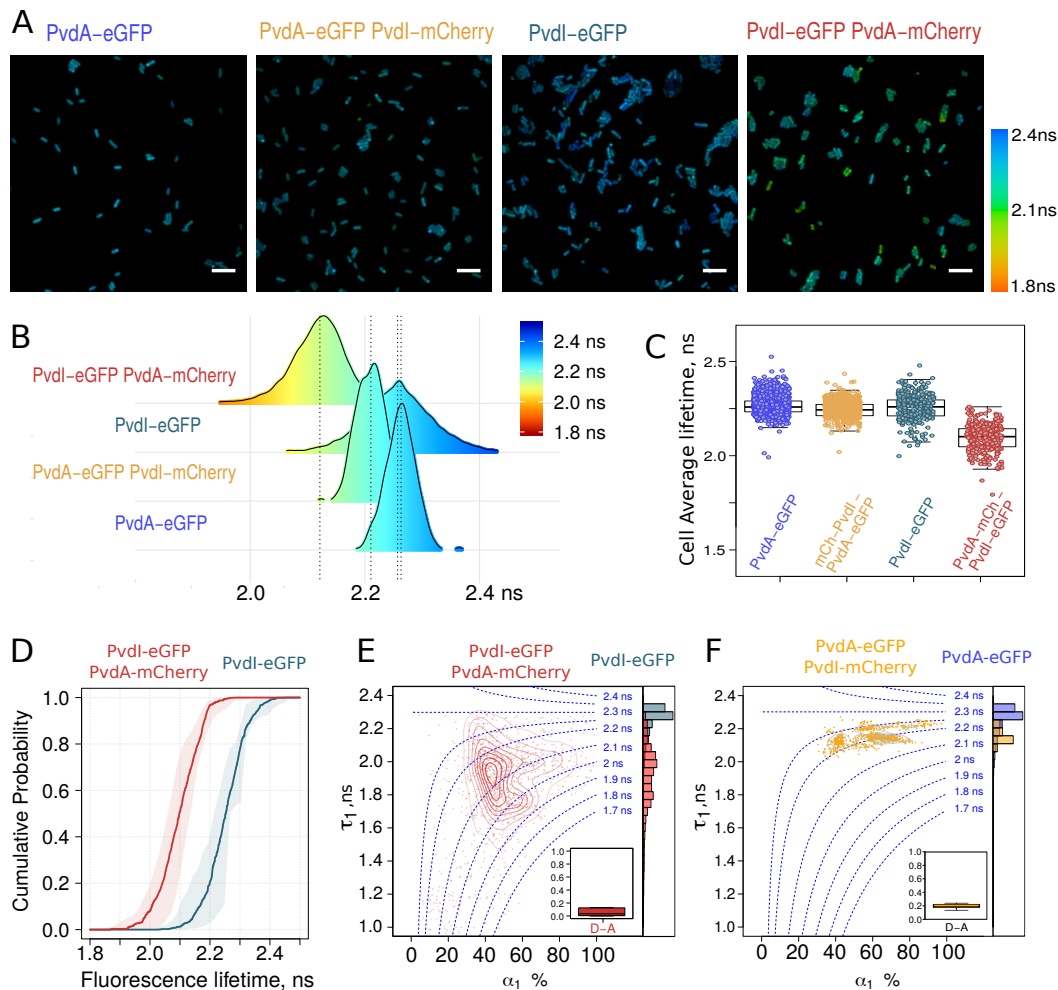 A
PvdA–eGFP
PvdA–eGFP PvdI–mCherry
PvdI–eGFP
PvdI–eGFP PvdA–mCherry
2.4ns
2.1ns
1.8ns
B
PvdI–eGFP PvdA–mCherry
PvdI–eGFP
PvdA–eGFP PvdI–mCherry
PvdA–eGFP
2.4 ns
2.2 ns
2.0 ns
1.8 ns
2.0
2.2
2.4 ns
C
Cell Average lifetime, ns
2.5
2.0
1.5
PvdA–eGFP
mCh–PvdI–
PvdA–eGFP
PvdI–eGFP
PvdA–mCh–
PvdI–eGFP
D
PvdI-eGFP
PvdA-mCherry
PvdI-eGFP
Cumulative Probability
1.0
0.8
0.6
0.4
0.2
0.0
1.8
2.0
2.1
2.2
2.4
Fluorescence lifetime, ns
E
PvdI-eGFP
PvdA-mCherry
PvdI-eGFP
τ1,ns
2.4
2.2
2.0
1.8
1.6
1.4
1.2
1.0
2.4 ns
2.3 ns
2.2 ns
2.1 ns
2 ns
1.9 ns
1.8 ns
1.7 ns
1.0
0.8
0.6
0.4
0.2
0.0
D–A
0
20
40
60
80
100
α1 %
F
PvdA-eGFP
PvdI-mCherry
PvdA-eGFP
τ1,ns
2.4
2.2
2.0
1.8
1.6
1.4
1.2
1.0
2.4 ns
2.3 ns
2.2 ns
2.1 ns
2 ns
1.9 ns
1.8 ns
1.7 ns
1.0
0.8
0.6
0.4
0.2
0.0
D–A
0
20
40
60
80
100
α1 %